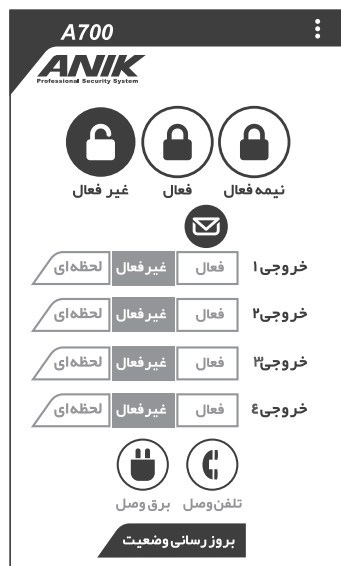 A700
ANIK
Professional Security System
نیمه فعال فعال غیر فعال
خروجی۱ فعال غیرفعال لحظه‌ای
خروجی۲ فعال غیرفعال لحظه‌ای
خروجی۳ فعال غیرفعال لحظه‌ای
خروجی٤ فعال غیرفعال لحظه‌ای
تلفن وصل برق وصل
بروز رسانی وضعیت